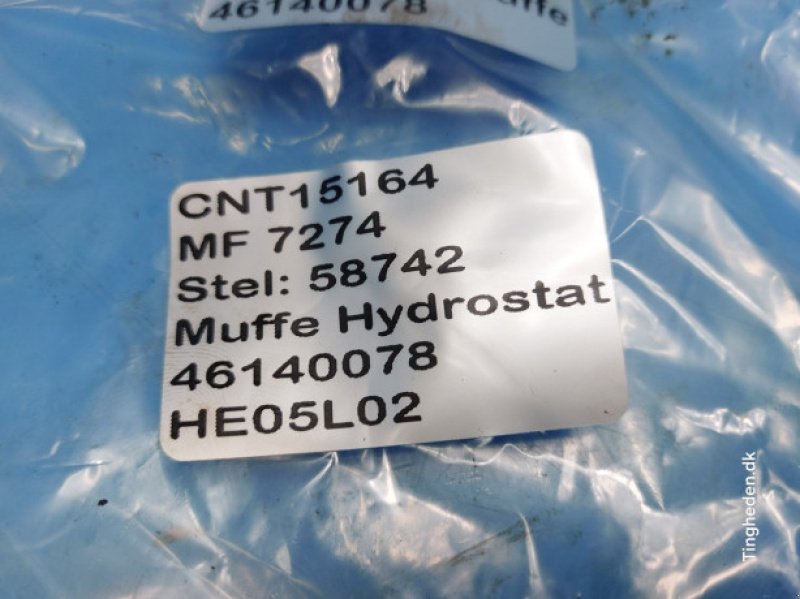 46140078
CNT15164
MF 7274
Stel: 58742
Muffe Hydrostat
46140078
HE05L02
Tingheden.dk